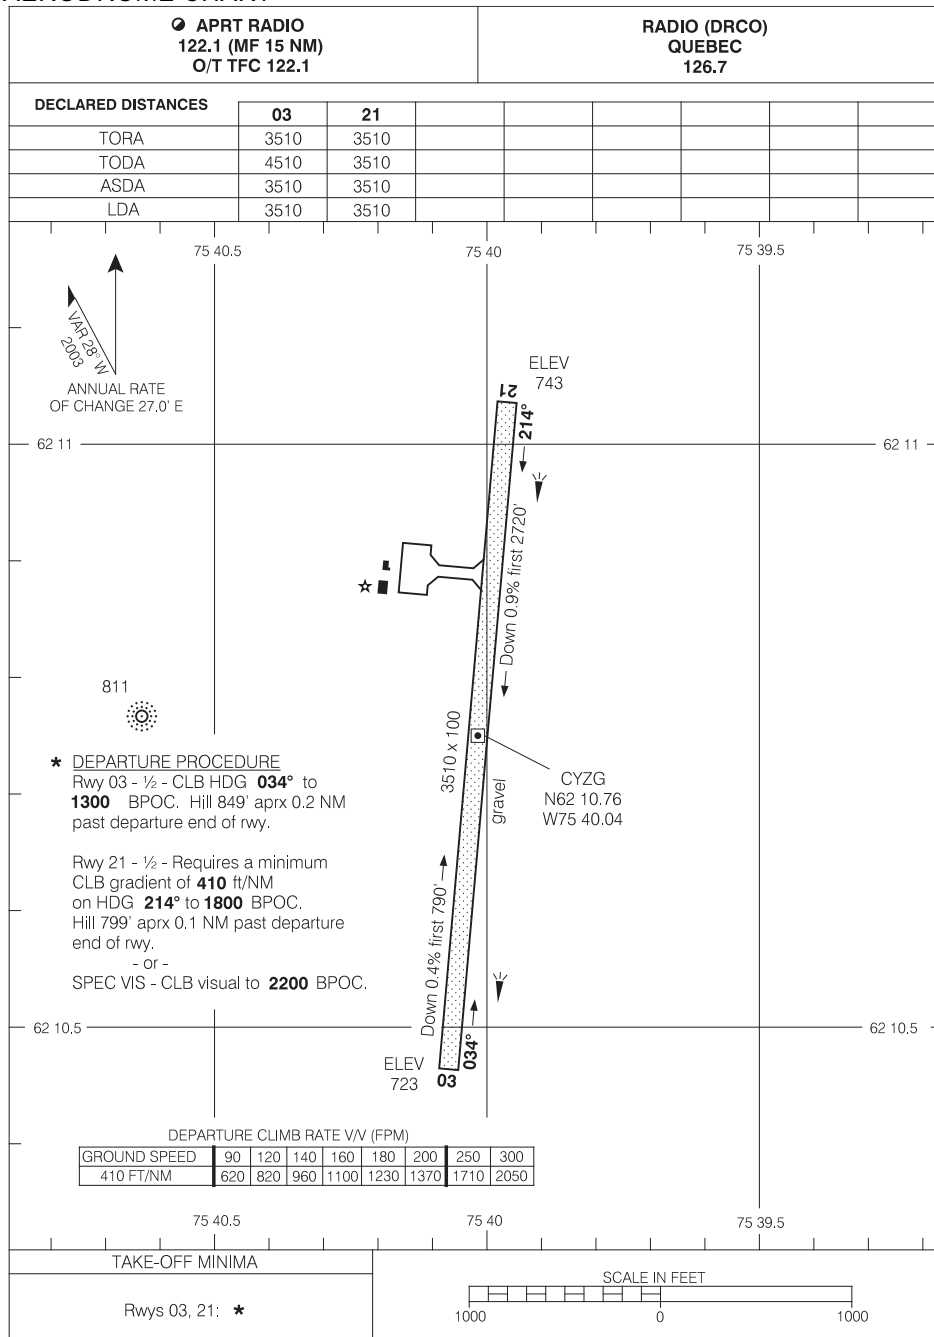 APRT RADIO
122.1 (MF 15 NM)
O/T TFC 122.1
RADIO (DRCO)
QUEBEC
126.7
DECLARED DISTANCES 03 21
TORA 3510 3510
TODA 4510 3510
ASDA 3510 3510
LDA 3510 3510
75 40.5 75 40 75 39.5
VAR 28° W
2003
ANNUAL RATE
OF CHANGE 27.0' E
ELEV
743
21
214°
62 11 62 11
Down 0.9% first 2720'
811
3510 x 100
gravel
CYZG
N62 10.76
W75 40.04
* DEPARTURE PROCEDURE
Rwy 03 - ½ - CLB HDG 034° to
1300 BPOC. Hill 849' aprx 0.2 NM
past departure end of rwy.
Rwy 21 - ½ - Requires a minimum
CLB gradient of 410 ft/NM
on HDG 214° to 1800 BPOC.
Hill 799' aprx 0.1 NM past departure
end of rwy.
- or -
SPEC VIS - CLB visual to 2200 BPOC.
Down 0.4% first 790'
62 10.5 62 10.5
034°
ELEV
723
03
DEPARTURE CLIMB RATE V/V (FPM)
GROUND SPEED 90 120 140 160 180 200 250 300
410 FT/NM 620 820 960 1100 1230 1370 1710 2050
75 40.5 75 40 75 39.5
TAKE-OFF MINIMA
Rwys 03, 21: *
SCALE IN FEET
1000 0 1000